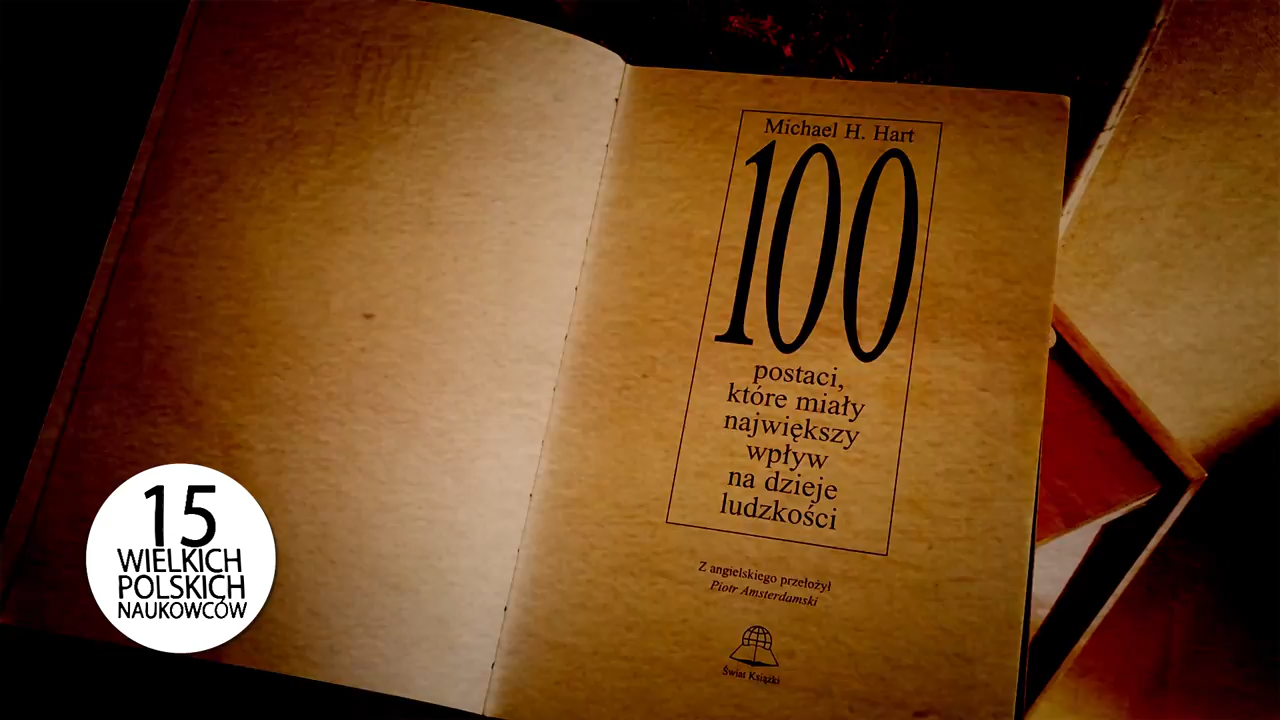 Michael H. Hart
100
postaci,
które miały
największy
wpływ
na dzieje
ludzkości
Z angielskiego przełożył
Piotr Amsterdamski
Świat Książki
15
WIELKICH
POLSKICH
NAUKOWCÓW